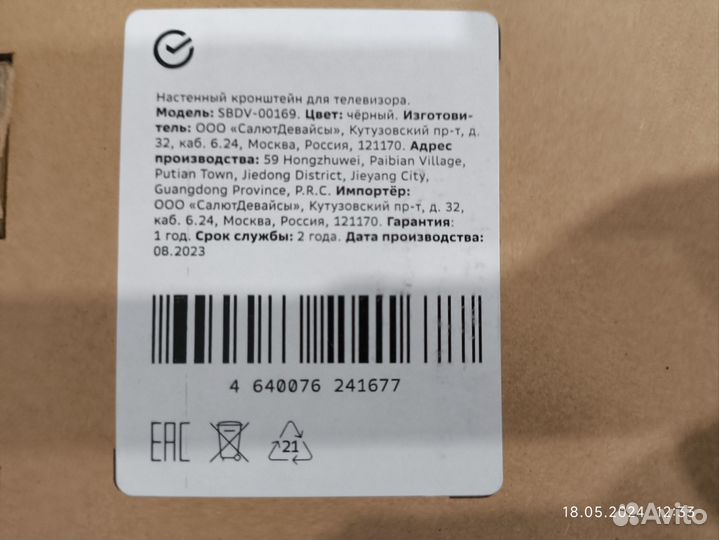 Настенный кронштейн для телевизора.
Модель: SBDV-00169. Цвет: чёрный. Изготови-
тель: ООО «СалютДевайсы», Кутузовский пр-т, д.
32, каб. 6.24, Москва, Россия, 121170. Адрес
производства: 59 Hongzhuwei, Paibian Village,
Putian Town, Jiedong District, Jieyang City,
Guangdong Province, P.R.C. Импортёр:
ООО «СалютДевайсы», Кутузовский пр-т, д. 32,
каб. 6.24, Москва, Россия, 121170. Гарантия:
1 год. Срок службы: 2 года. Дата производства:
08.2023
4 640076 241677
EAC
21
18.05.2024 12:33
Avito